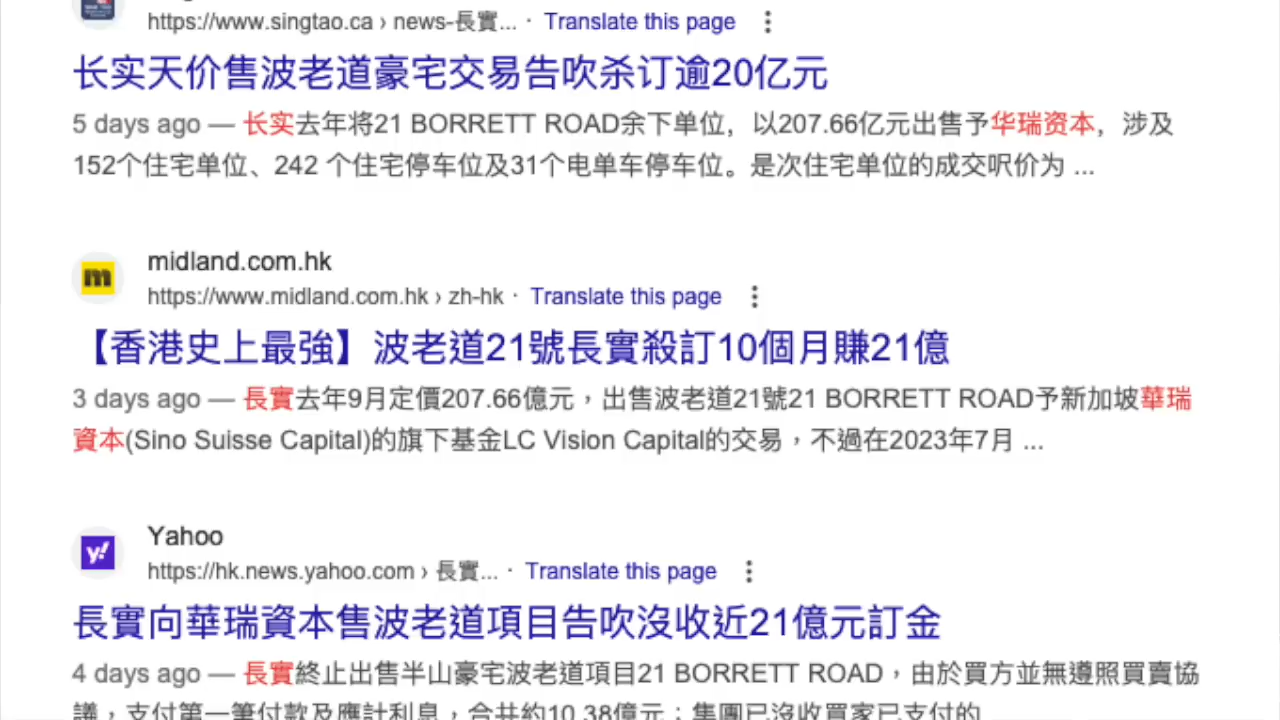 https://www.singtao.ca › news-長實... · Translate this page
长实天价售波老道豪宅交易告吹杀订逾20亿元
5 days ago — 长实去年将21 BORRETT ROAD余下单位，以207.66亿元出售予华瑞资本，涉及
152个住宅单位、242 个住宅停车位及31个电单车停车位。是次住宅单位的成交呎价为 ...
midland.com.hk
m
https://www.midland.com.hk › zh-hk · Translate this page
【香港史上最強】波老道21號長實殺訂10個月賺21億
3 days ago — 長實去年9月定價207.66億元，出售波老道21號21 BORRETT ROAD予新加坡華瑞
資本(Sino Suisse Capital)的旗下基金LC Vision Capital的交易，不過在2023年7月 ...
Yahoo
y!
https://hk.news.yahoo.com › 長實... · Translate this page
長實向華瑞資本售波老道項目告吹沒收近21億元訂金
4 days ago — 長實終止出售半山豪宅波老道項目21 BORRETT ROAD，由於買方並無遵照買賣協
議，支付第一筆付款及應計利息，合共約10.38億元；集團已沒收買家已支付的